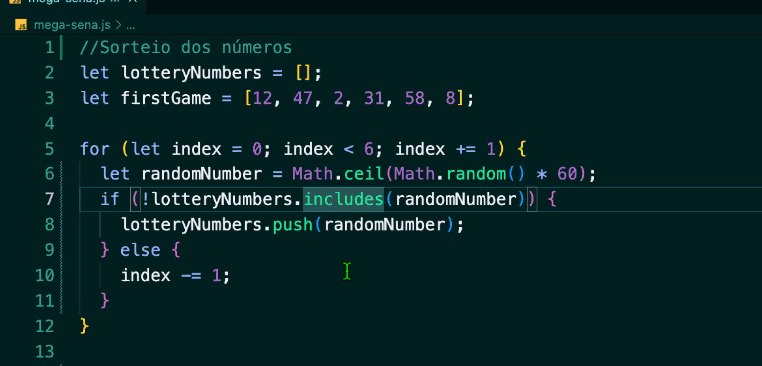 mega-sena.js M
JS mega-sena.js > ...
1 //Sorteio dos números
2 let lotteryNumbers = [];
3 let firstGame = [12, 47, 2, 31, 58, 8];
4
5 for (let index = 0; index < 6; index += 1) {
6 let randomNumber = Math.ceil(Math.random() * 60);
7 if (!lotteryNumbers.includes(randomNumber)) {
8 lotteryNumbers.push(randomNumber);
9 } else {
10 index -= 1;
11 }
12 }
13